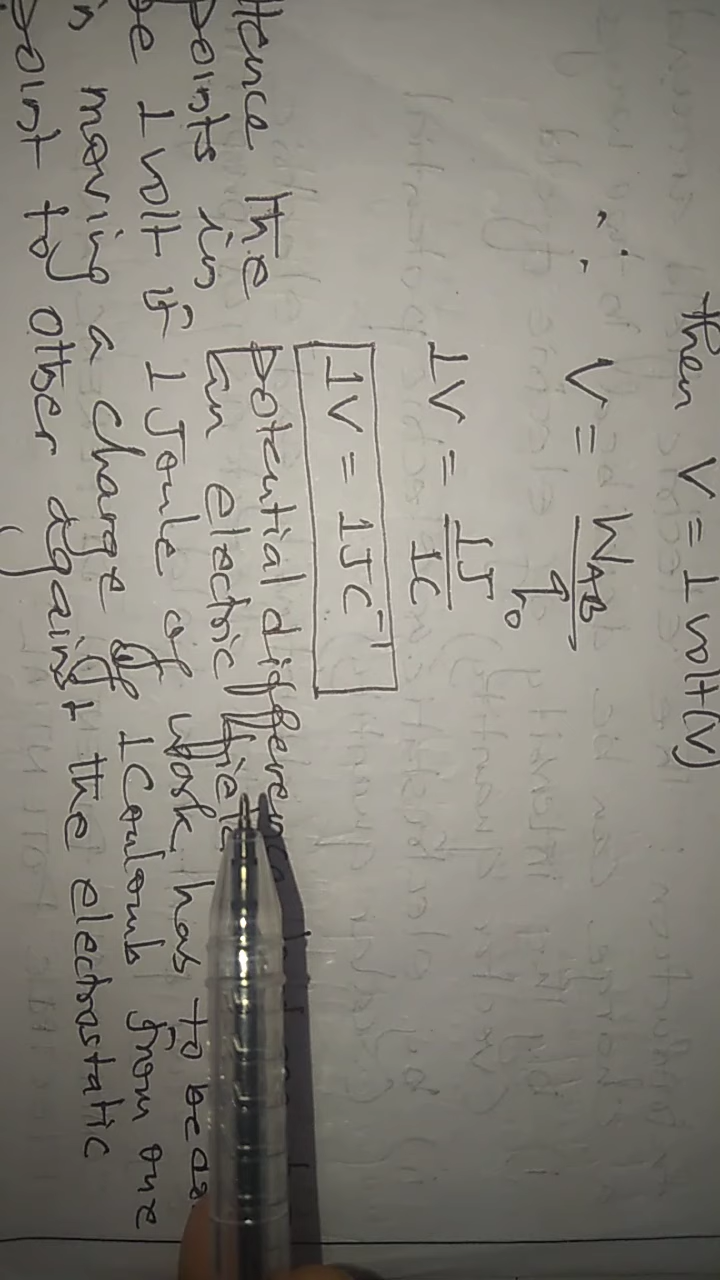 then V = 1 volt (V)
∴ V = W_AB / q₀
1V = 1J / 1C
1V = 1JC⁻¹
Hence the potential difference
points in an electric field
be 1 volt if 1 Joule of work has to be
in moving a charge of 1 Coulomb from one
point to other against the electrostatic